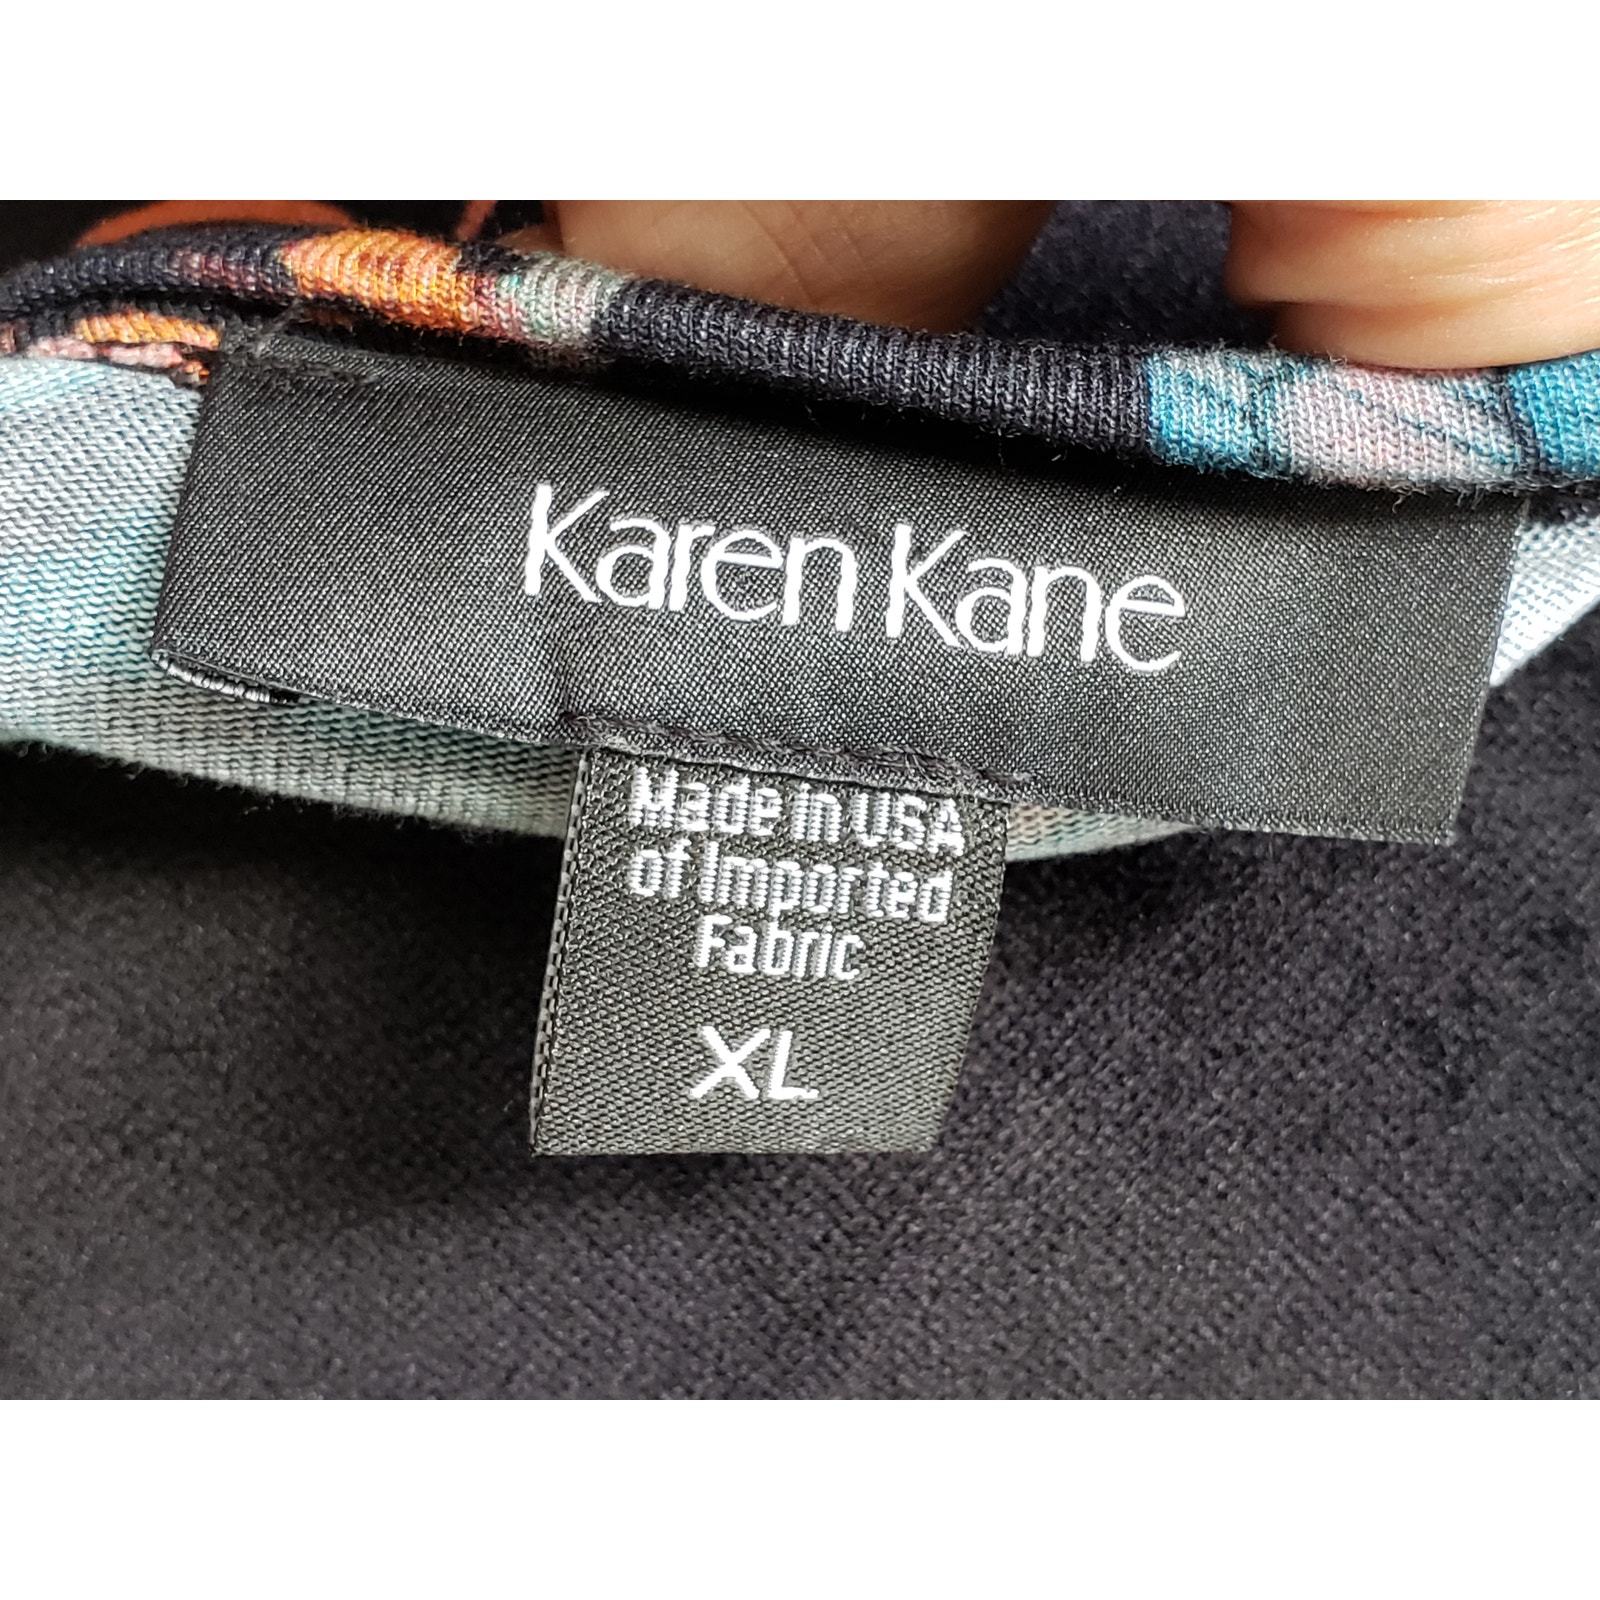 Karen Kane
Made in USA
of Imported
Fabric
XL